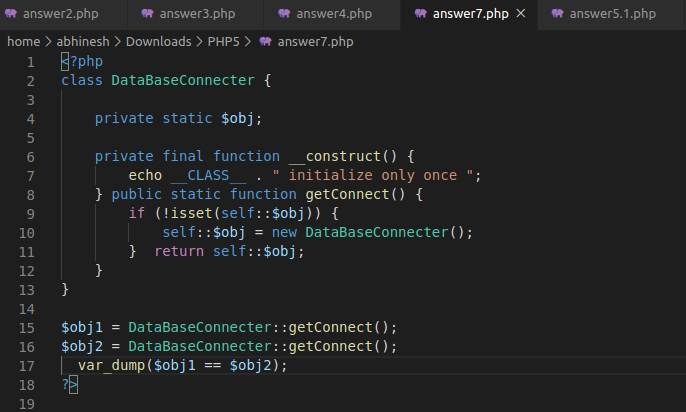 answer2.php answer3.php answer4.php answer7.php × answer5.1.php
home > abhinesh > Downloads > PHP5 > answer7.php
1 <?php
2 class DataBaseConnecter {
3
4     private static $obj;
5
6     private final function __construct() {
7         echo __CLASS__ . " initialize only once ";
8     } public static function getConnect() {
9         if (!isset(self::$obj)) {
10             self::$obj = new DataBaseConnecter();
11         }  return self::$obj;
12     }
13 }
14
15 $obj1 = DataBaseConnecter::getConnect();
16 $obj2 = DataBaseConnecter::getConnect();
17   var_dump($obj1 == $obj2);
18 ?>
19